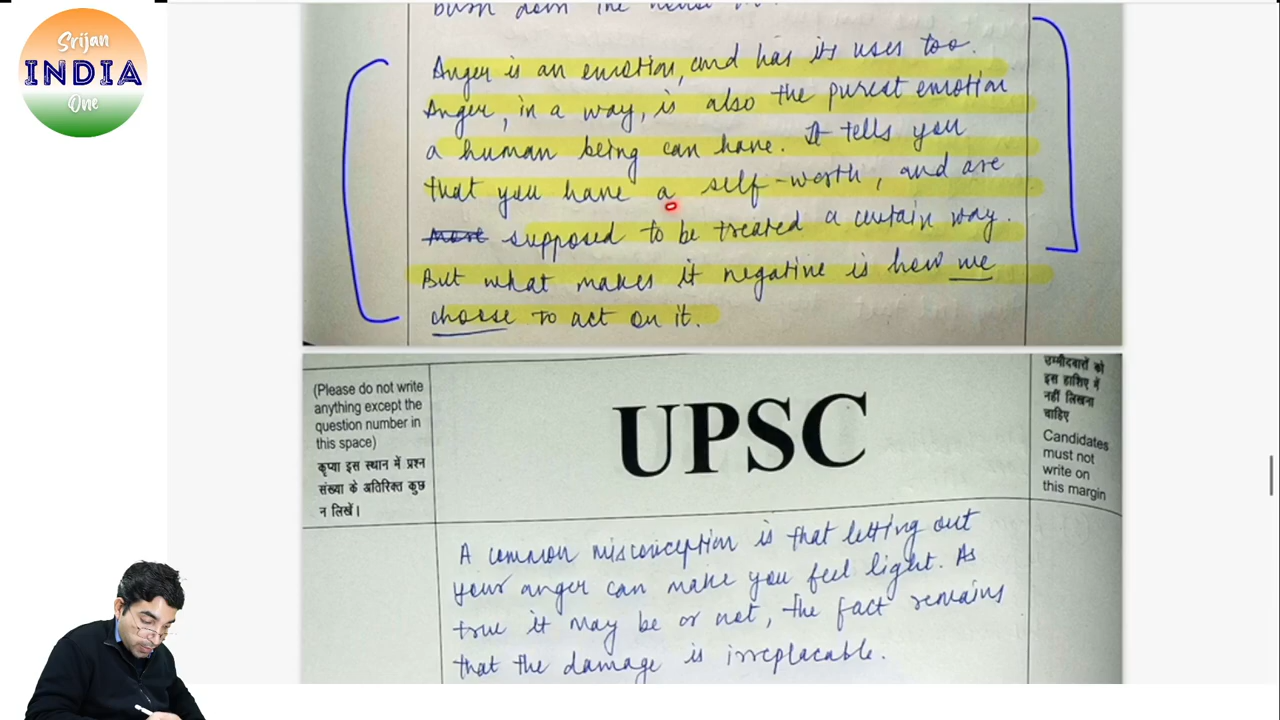 Srijan
INDIA
One
burn down the house
Anger is an emotion, and has its uses too.
Anger, in a way, is also the purest emotion
a human being can have. It tells you
that you have a self-worth, and are
supposed to be treated a certain way.
But what makes it negative is how we
choose to act on it.
(Please do not write
anything except the
question number in
this space)
कृप्या इस स्थान में प्रश्न
संख्या के अतिरिक्त कुछ
न लिखें।
UPSC
उम्मीदवारों को
इस हाशिए में
नहीं लिखना
चाहिए
Candidates
must not
write on
this margin
A common misconception is that letting out
your anger can make you feel light. As
true it may be or not, the fact remains
that the damage is irreplacable.